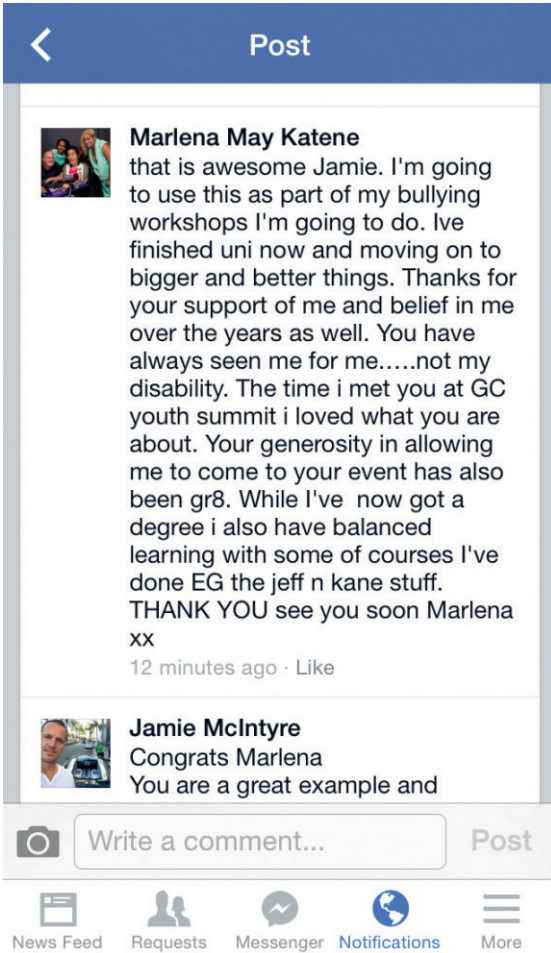 Post
Marlena May Katene
that is awesome Jamie. I'm going
to use this as part of my bullying
workshops I'm going to do. Ive
finished uni now and moving on to
bigger and better things. Thanks for
your support of me and belief in me
over the years as well. You have
always seen me for me.....not my
disability. The time i met you at GC
youth summit i loved what you are
about. Your generosity in allowing
me to come to your event has also
been gr8. While I've  now got a
degree i also have balanced
learning with some of courses I've
done EG the jeff n kane stuff.
THANK YOU see you soon Marlena
xx
12 minutes ago · Like
Jamie McIntyre
Congrats Marlena
You are a great example and
Write a comment... Post
News Feed Requests Messenger Notifications More